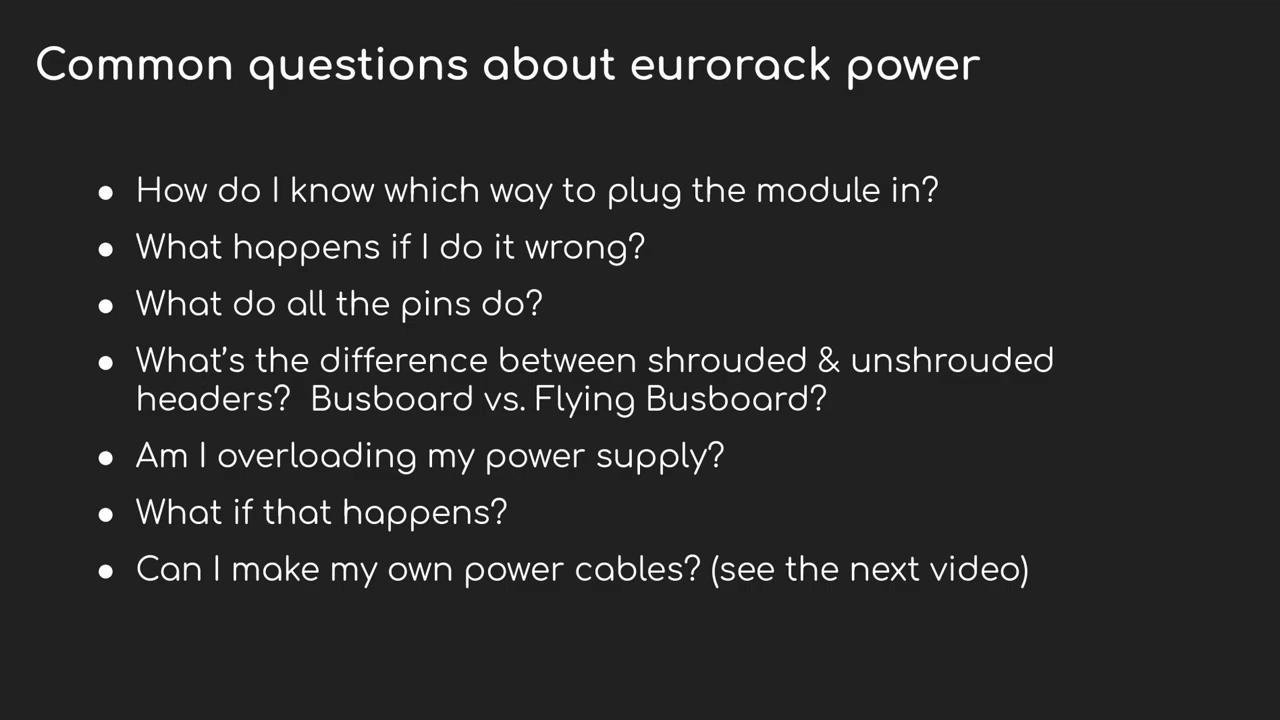 Common questions about eurorack power
● How do I know which way to plug the module in?
● What happens if I do it wrong?
● What do all the pins do?
● What's the difference between shrouded & unshrouded
headers?  Busboard vs. Flying Busboard?
● Am I overloading my power supply?
● What if that happens?
● Can I make my own power cables? (see the next video)